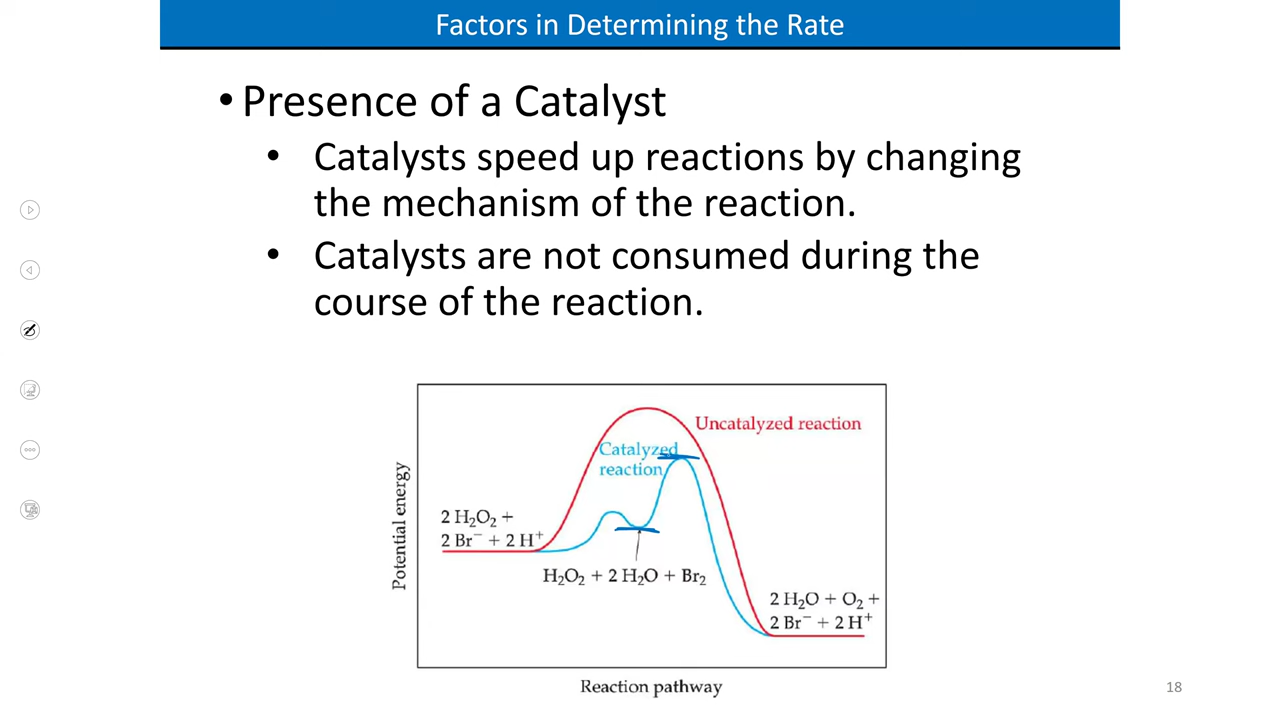 Factors in Determining the Rate
• Presence of a Catalyst
• Catalysts speed up reactions by changing
the mechanism of the reaction.
• Catalysts are not consumed during the
course of the reaction.
Uncatalyzed reaction
Catalyzed
reaction
Potential energy
2 H₂O₂ +
2 Br⁻ + 2 H⁺
H₂O₂ + 2 H₂O + Br₂
2 H₂O + O₂ +
2 Br⁻ + 2 H⁺
Reaction pathway
18